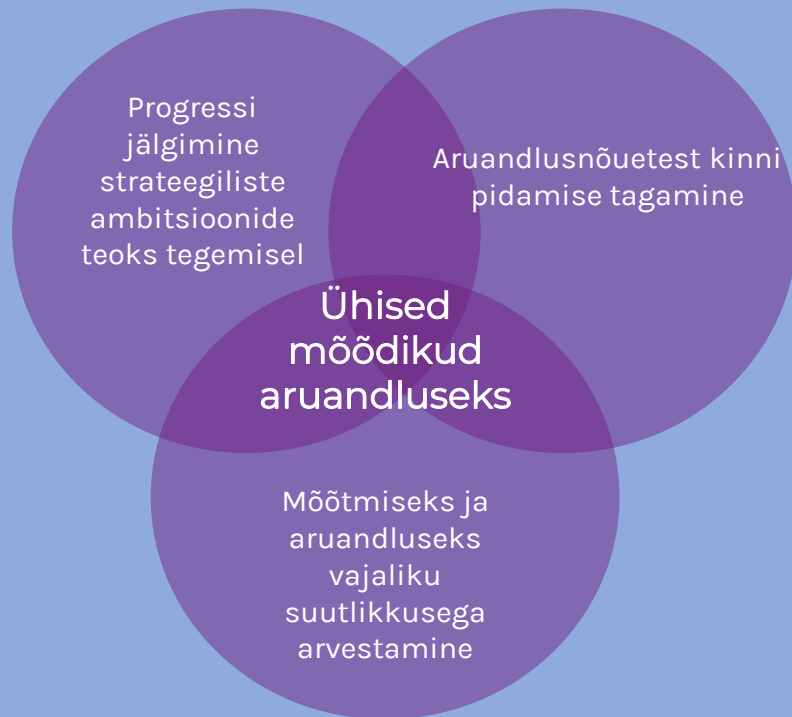 Progressi
jälgimine
strateegiliste
ambitsioonide
teoks tegemisel
Aruandlusnõuetest kinni
pidamise tagamine
Ühised
mõõdikud
aruandluseks
Mõõtmiseks ja
aruandluseks
vajaliku
suutlikkusega
arvestamine